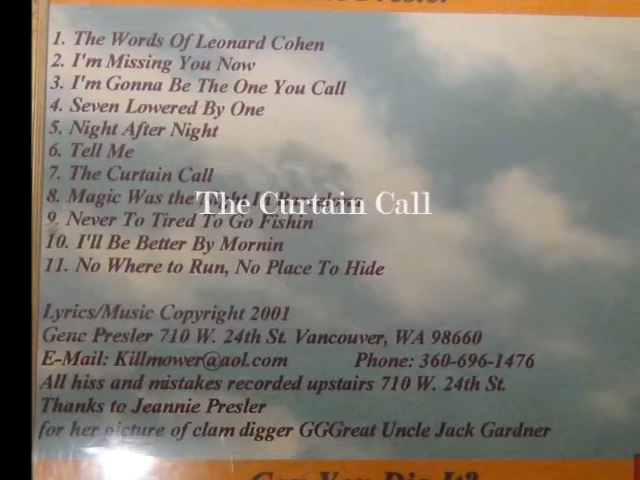 1. The Words Of Leonard Cohen
2. I'm Missing You Now
3. I'm Gonna Be The One You Call
4. Seven Lowered By One
5. Night After Night
6. Tell Me
7. The Curtain Call
8. Magic Was the
The Curtain Call
9. Never To Tired To Go Fishin
10. I'll Be Better By Mornin
11. No Where to Run, No Place To Hide
Lyrics/Music Copyright 2001
Gene Presler 710 W. 24th St. Vancouver, WA 98660
E-Mail: Killmower@aol.com Phone: 360-696-1476
All hiss and mistakes recorded upstairs 710 W. 24th St.
Thanks to Jeannie Presler
for her picture of clam digger GGGreat Uncle Jack Gardner
Can You Dig It?